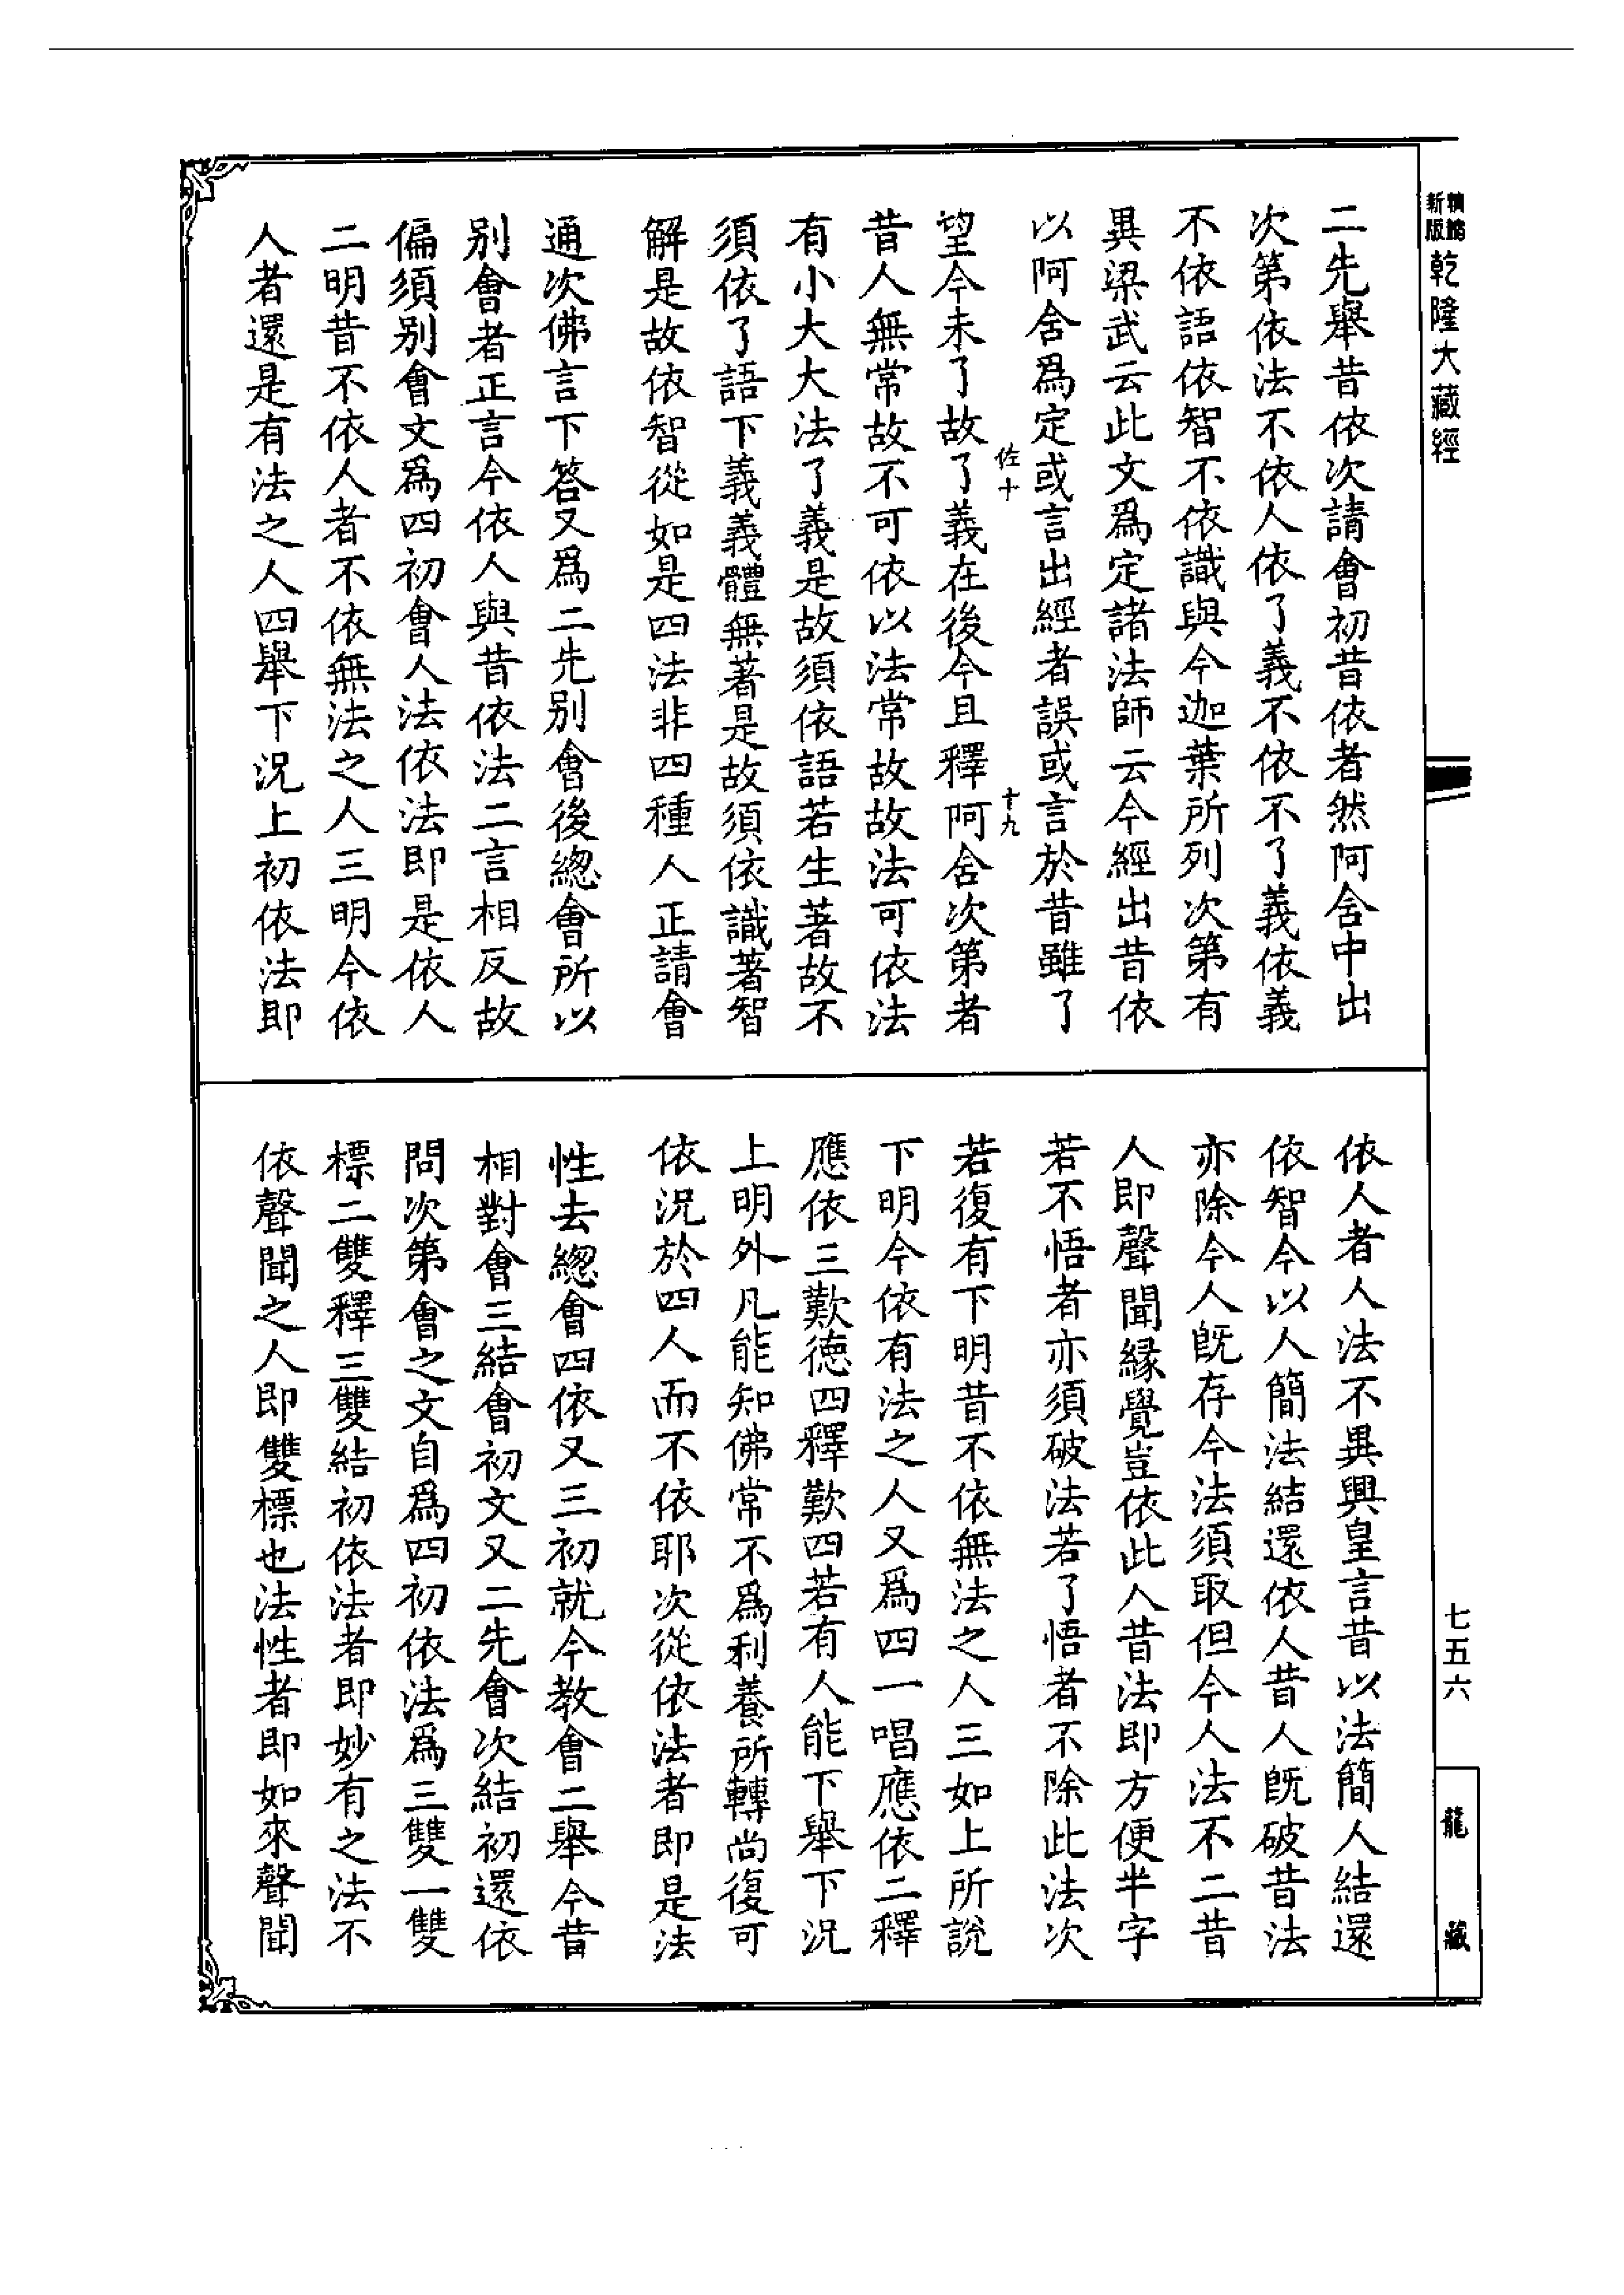 精縮新版乾隆大藏經
二先舉昔依次請會初昔依者然阿舍中出
次第依法不依人依了義不依不了義依義
不依語依智不依識與今迦葉所列次第有
異梁武云此文爲定諸法師云今經出昔依
以阿舍爲定或言出經者誤或言於昔雖了
佐十
十九
望今未了故了義在後今且釋阿舍次第者
昔人無常故不可依以法常故故法可依法
有小大大法了義是故須依語若生著故不
須依了語下義義體無著是故須依識著智
解是故依智從如是四法非四種人正請會
通次佛言下答又爲二先别會後總會所以
别會者正言今依人與昔依法二言相反故
偏須别會文爲四初會人法依法即是依人
二明昔不依人者不依無法之人三明今依
人者還是有法之人四舉下況上初依法即
依人者人法不異興皇言昔以法簡人結還
依智今以人簡法結還依人昔人旣破昔法
亦除今人旣存今法須取但今人法不二昔
人即聲聞緣覺豈依此人昔法即方便半字
若不悟者亦須破法若了悟者不除此法次
若復有下明昔不依無法之人三如上所説
下明今依有法之人又爲四一唱應依二釋
應依三歎德四釋歎四若有人能下舉下況
上明外凡能知佛常不爲利養所轉尚復可
依況於四人而不依耶次從依法者即是法
性去總會四依又三初就今教會二舉今昔
相對會三結會初文又二先會次結初還依
問次第會之文自爲四初依法爲三雙一雙
標二雙釋三雙結初依法者即妙有之法不
依聲聞之人即雙標也法性者即如來聲聞
七五六
龍藏